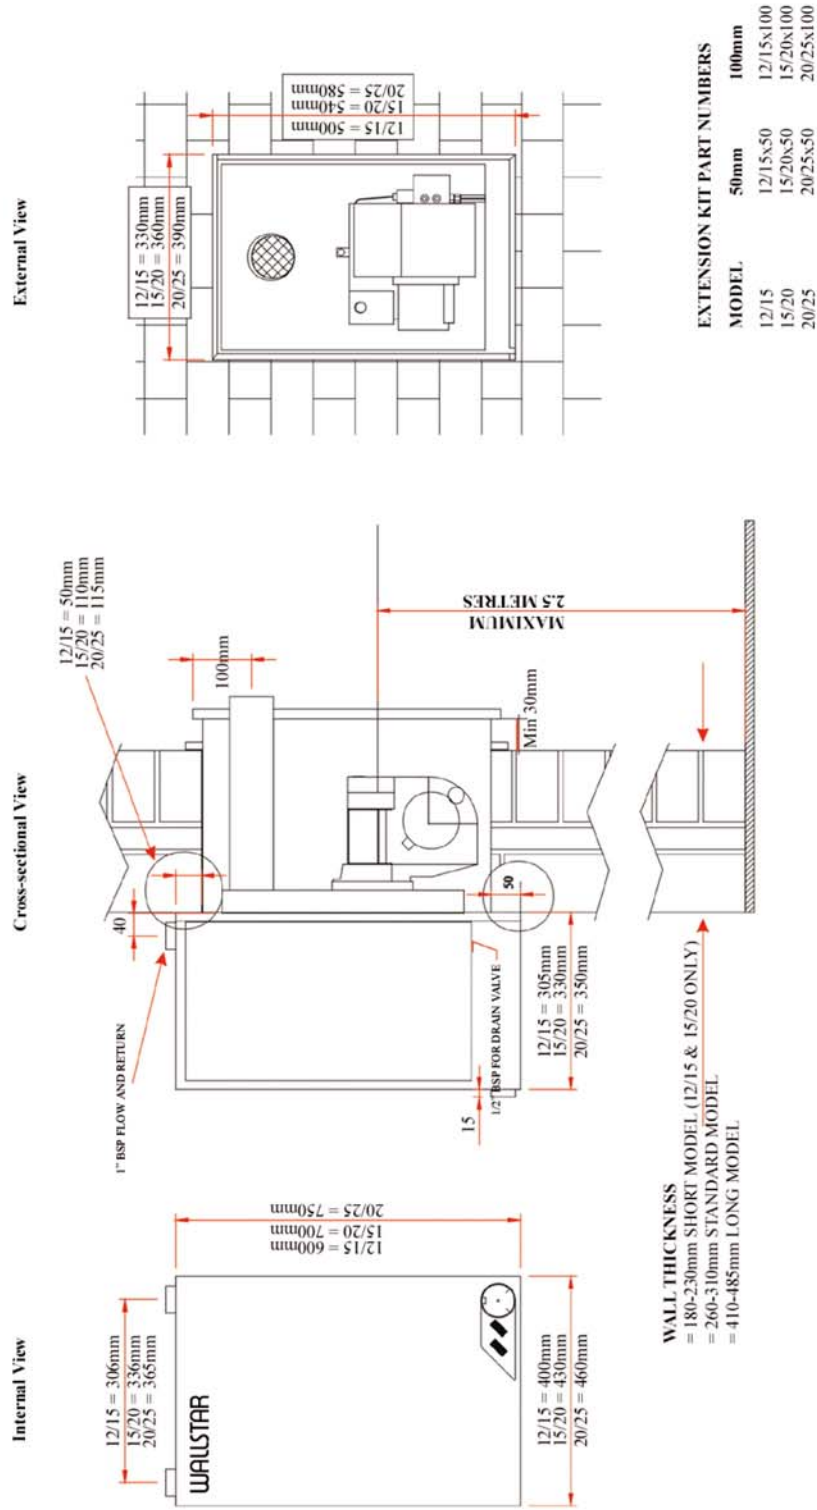 Internal View
12/15 = 306mm
15/20 = 336mm
20/25 = 365mm
WALLSTAR
12/15 = 600mm
15/20 = 700mm
20/25 = 750mm
12/15 = 400mm
15/20 = 430mm
20/25 = 460mm
Cross-sectional View
1" BSP FLOW AND RETURN
40
12/15 = 50mm
15/20 = 110mm
20/25 = 115mm
100mm
15
1/2" BSP FOR DRAIN VALVE
50
Min 30mm
12/15 = 305mm
15/20 = 330mm
20/25 = 350mm
MAXIMUM
2.5 METRES
WALL THICKNESS
= 180-230mm SHORT MODEL (12/15 & 15/20 ONLY)
= 260-310mm STANDARD MODEL
= 410-485mm LONG MODEL
External View
12/15 = 330mm
15/20 = 360mm
20/25 = 390mm
12/15 = 500mm
15/20 = 540mm
20/25 = 580mm
EXTENSION KIT PART NUMBERS
MODEL 50mm 100mm
12/15 12/15x50 12/15x100
15/20 15/20x50 15/20x100
20/25 20/25x50 20/25x100